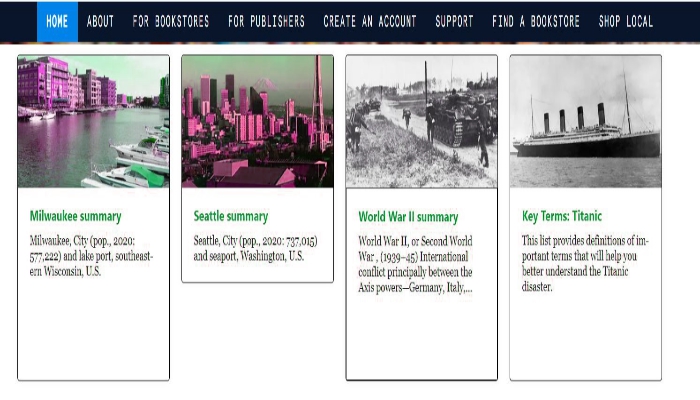 HOME ABOUT FOR BOOKSTORES FOR PUBLISHERS CREATE AN ACCOUNT SUPPORT FIND A BOOKSTORE SHOP LOCAL
Milwaukee summary
Milwaukee, City (pop., 2020:
577,222) and lake port, southeast-
ern Wisconsin, U.S.
Seattle summary
Seattle, City (pop., 2020: 737,015)
and seaport, Washington, U.S.
World War II summary
World War II, or Second World
War , (1939–45) International
conflict principally between the
Axis powers—Germany, Italy,...
Key Terms: Titanic
This list provides definitions of im-
portant terms that will help you
better understand the Titanic
disaster.